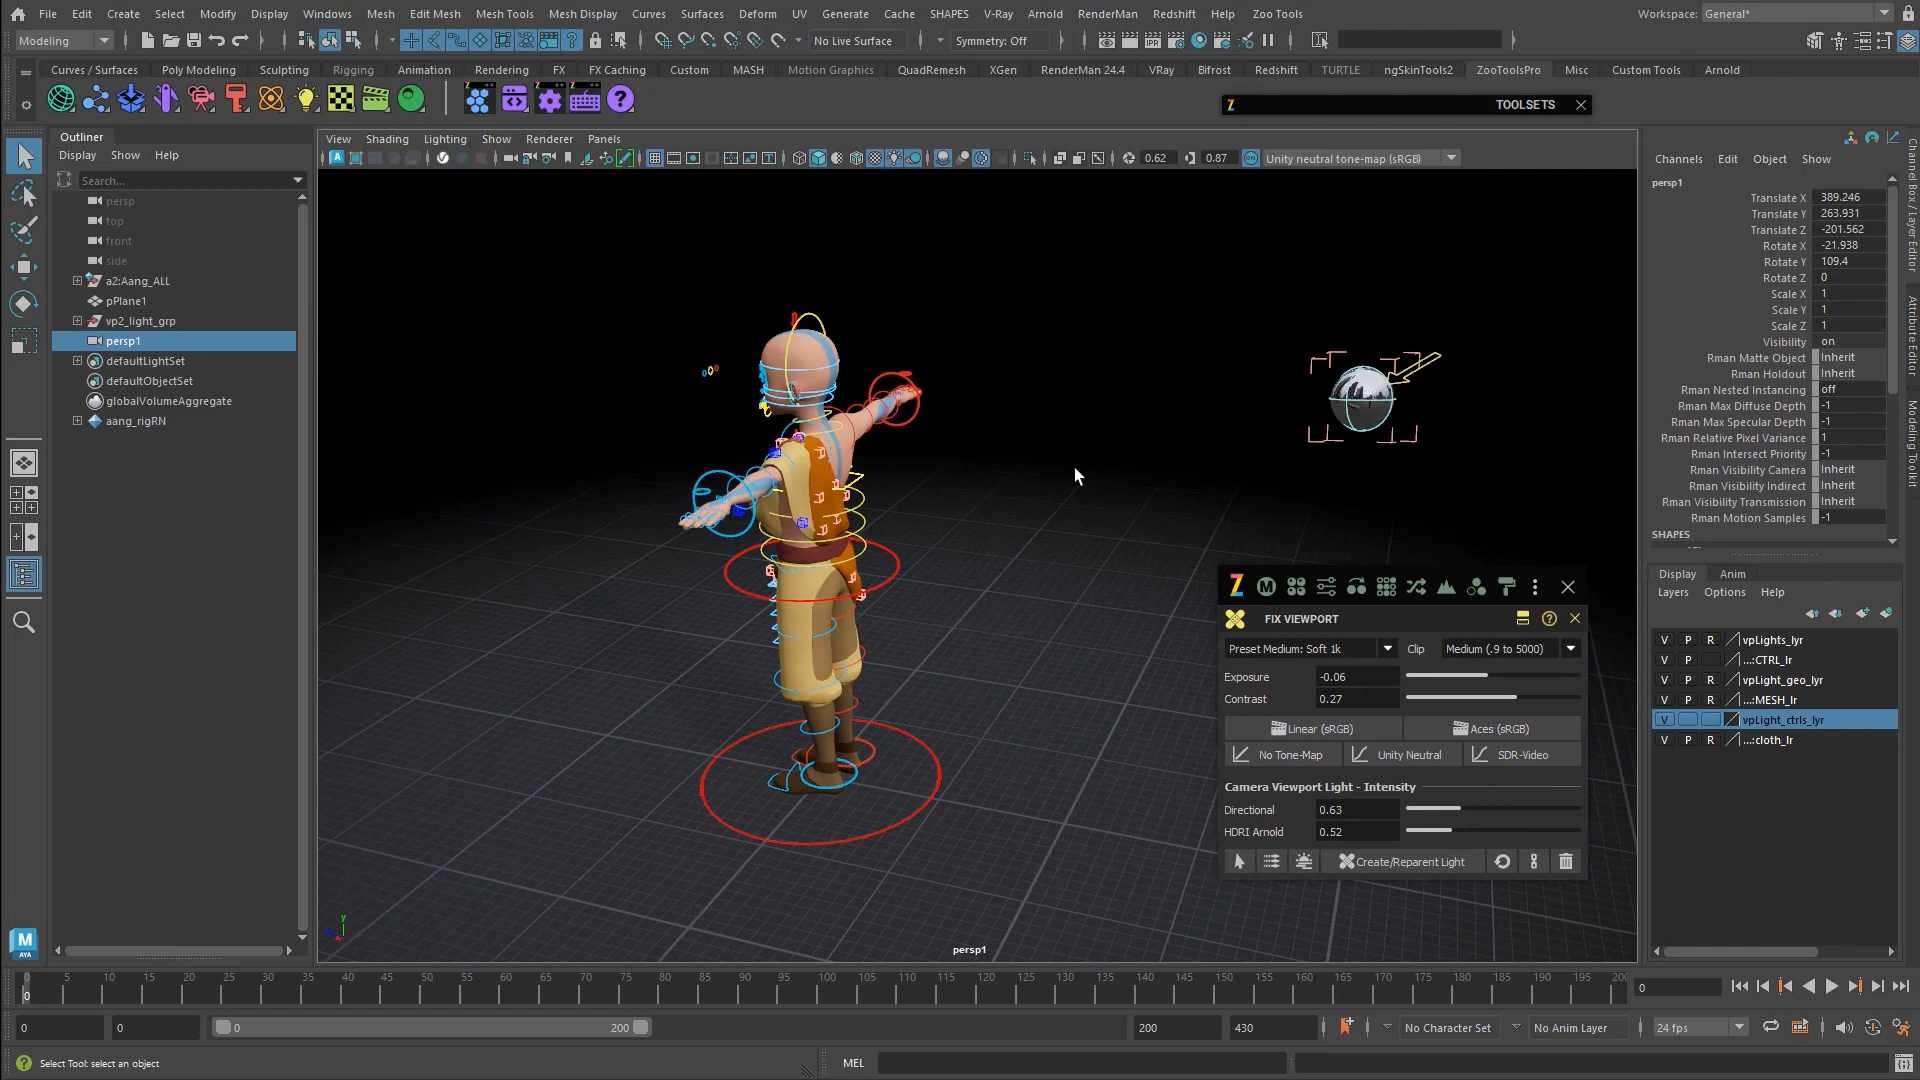 File Edit Create Select Modify Display Windows Mesh Edit Mesh Mesh Tools Mesh Display Curves Surfaces Deform UV Generate Cache SHAPES V-Ray Arnold RenderMan Redshift Help Zoo Tools Workspace: General*
Modeling No Live Surface Symmetry: Off
Curves / Surfaces Poly Modeling Sculpting Rigging Animation Rendering FX FX Caching Custom MASH Motion Graphics QuadRemesh XGen RenderMan 24.4 VRay Bifrost Redshift TURTLE ngSkinTools2 ZooToolsPro Misc Custom Tools Arnold
TOOLSETS
Outliner
Display Show Help
Search...
persp
top
front
side
a2:Aang_ALL
pPlane1
vp2_light_grp
persp1
defaultLightSet
defaultObjectSet
globalVolumeAggregate
aang_rigRN
View Shading Lighting Show Renderer Panels
0.62 0.87 Unity neutral tone-map (sRGB)
persp1
FIX VIEWPORT
Preset Medium: Soft 1k Clip Medium (.9 to 5000)
Exposure -0.06
Contrast 0.27
Linear (sRGB) Aces (sRGB)
No Tone-Map Unity Neutral SDR-Video
Camera Viewport Light - Intensity
Directional 0.63
HDRI Arnold 0.52
Create/Reparent Light
Channels Edit Object Show
persp1
Translate X 389.246
Translate Y 263.931
Translate Z -201.562
Rotate X -21.938
Rotate Y 109.4
Rotate Z 0
Scale X 1
Scale Y 1
Scale Z 1
Visibility on
Rman Matte Object Inherit
Rman Holdout Inherit
Rman Nested Instancing off
Rman Max Diffuse Depth -1
Rman Max Specular Depth -1
Rman Relative Pixel Variance 1
Rman Intersect Priority -1
Rman Visibility Camera Inherit
Rman Visibility Indirect Inherit
Rman Visibility Transmission Inherit
Rman Motion Samples -1
SHAPES
Display Anim
Layers Options Help
V P R vpLights_lyr
V P ...:CTRL_lr
V P R vpLight_geo_lyr
V P R ...:MESH_lr
V vpLight_ctrls_lyr
V P R ...:cloth_lr
Channel Box / Layer Editor
Attribute Editor
Modeling Toolkit
0 5 10 15 20 25 30 35 40 45 50 55 60 65 70 75 80 85 90 95 100 105 110 115 120 125 130 135 140 145 150 155 160 165 170 175 180 185 190 195
0 0
0 0 0 200 200 430 No Character Set No Anim Layer 24 fps
Select Tool: select an object MEL